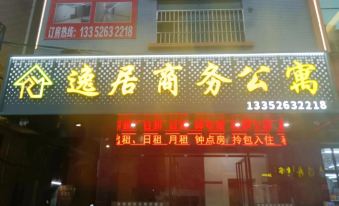 订房热线: 13352632218
逸居商务公寓
13352632218
租、日租 月租 钟点房 拎包入住